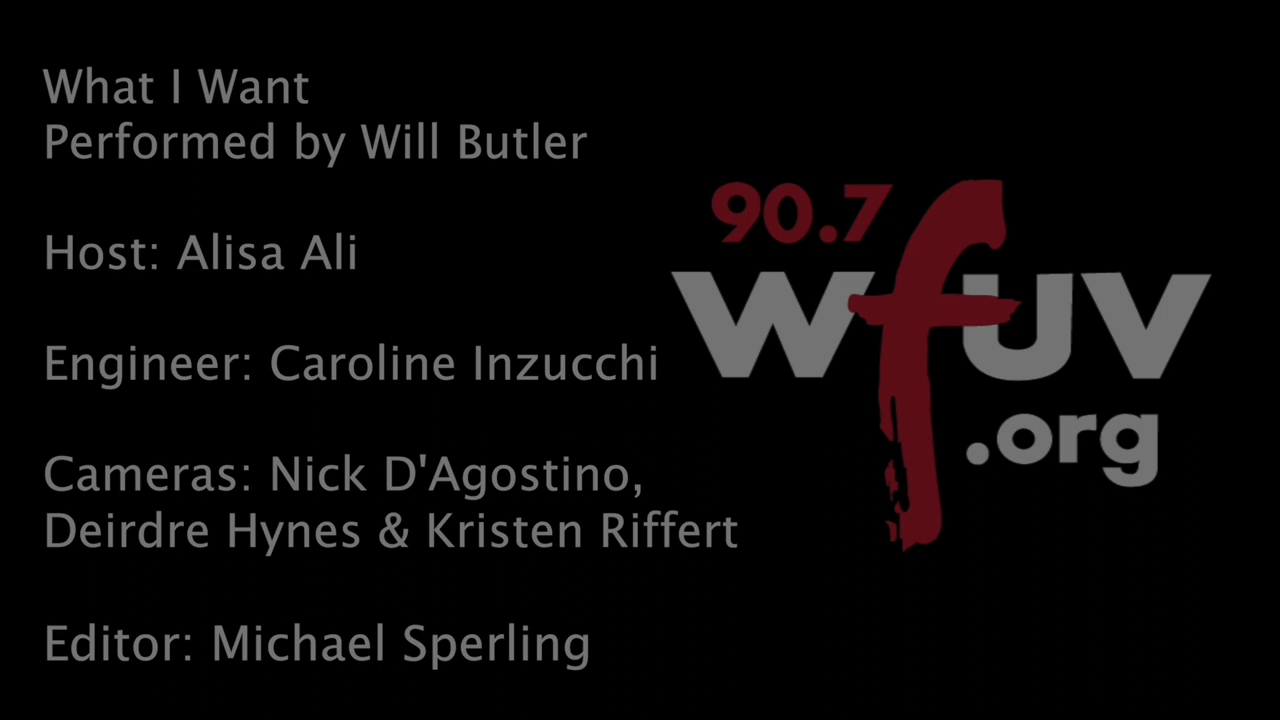 What I Want
Performed by Will Butler
Host: Alisa Ali
Engineer: Caroline Inzucchi
Cameras: Nick D'Agostino,
Deirdre Hynes & Kristen Riffert
Editor: Michael Sperling
90.7
wfuv
.org